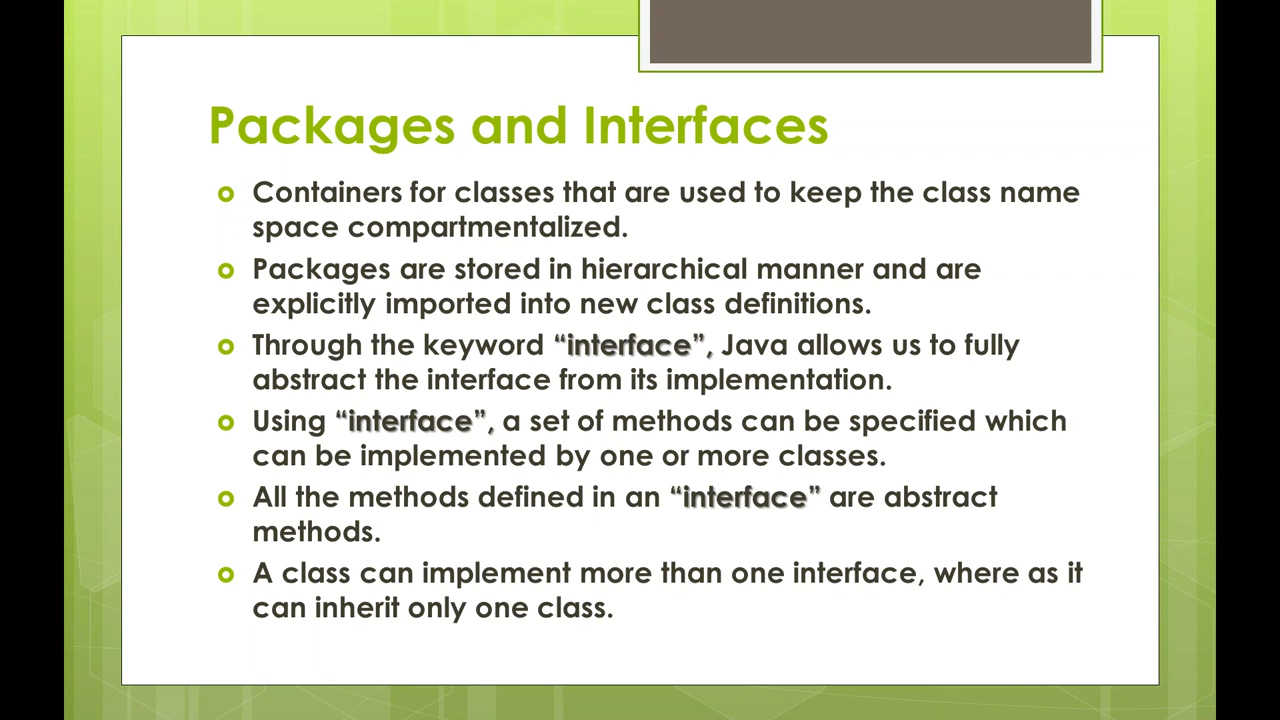 Packages and Interfaces
Containers for classes that are used to keep the class name
space compartmentalized.
Packages are stored in hierarchical manner and are
explicitly imported into new class definitions.
Through the keyword “interface”, Java allows us to fully
abstract the interface from its implementation.
Using “interface”, a set of methods can be specified which
can be implemented by one or more classes.
All the methods defined in an “interface” are abstract
methods.
A class can implement more than one interface, where as it
can inherit only one class.